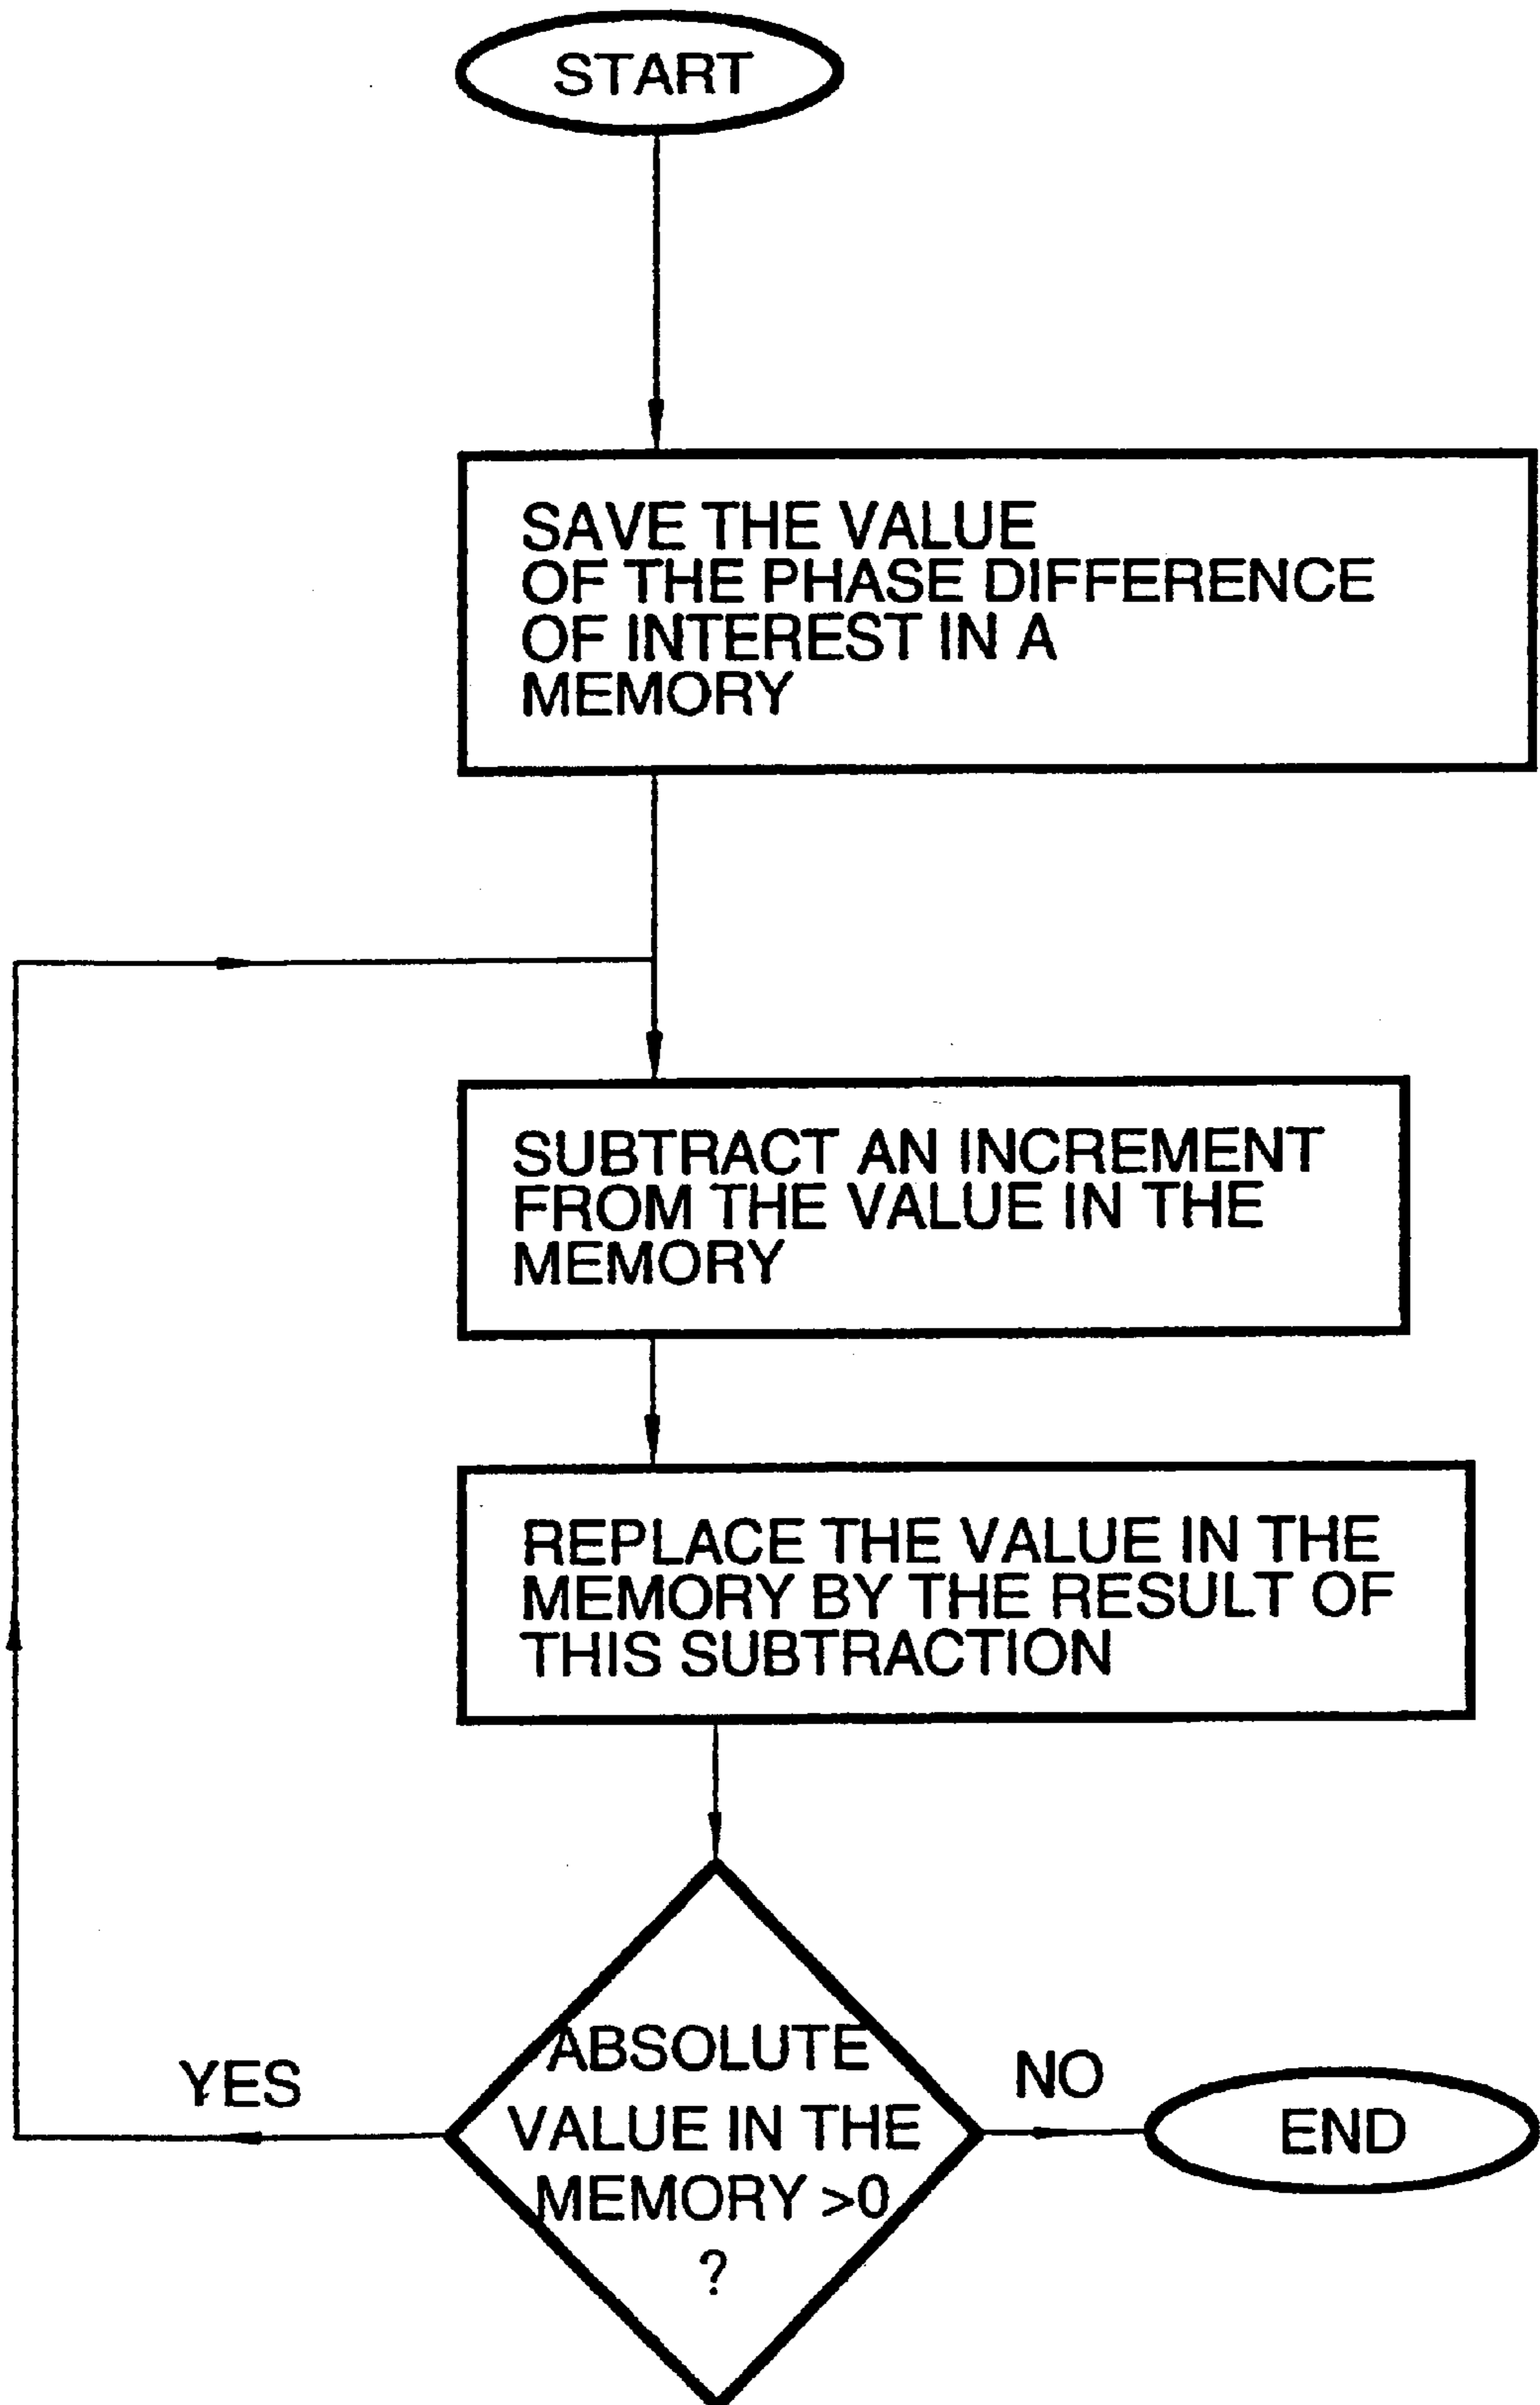 START
SAVE THE VALUE
OF THE PHASE DIFFERENCE
OF INTEREST IN A
MEMORY
SUBTRACT AN INCREMENT
FROM THE VALUE IN THE
MEMORY
REPLACE THE VALUE IN THE
MEMORY BY THE RESULT OF
THIS SUBTRACTION
ABSOLUTE
VALUE IN THE
MEMORY >0
?
YES
NO
END